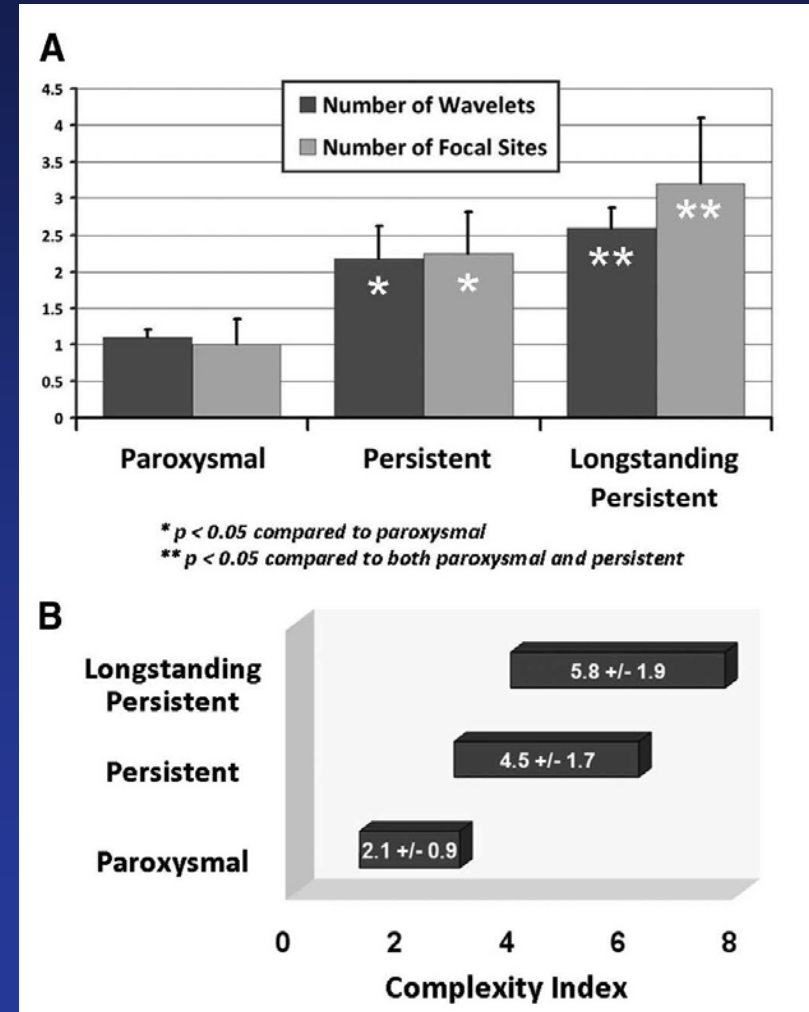 A
4.5
4
3.5
3
2.5
2
1.5
1
0.5
0
Number of Wavelets
Number of Focal Sites
*
*
**
**
Paroxysmal
Persistent
Longstanding
Persistent
* p < 0.05 compared to paroxysmal
** p < 0.05 compared to both paroxysmal and persistent
B
Longstanding
Persistent
5.8 +/- 1.9
Persistent
4.5 +/- 1.7
Paroxysmal
2.1 +/- 0.9
0 2 4 6 8
Complexity Index